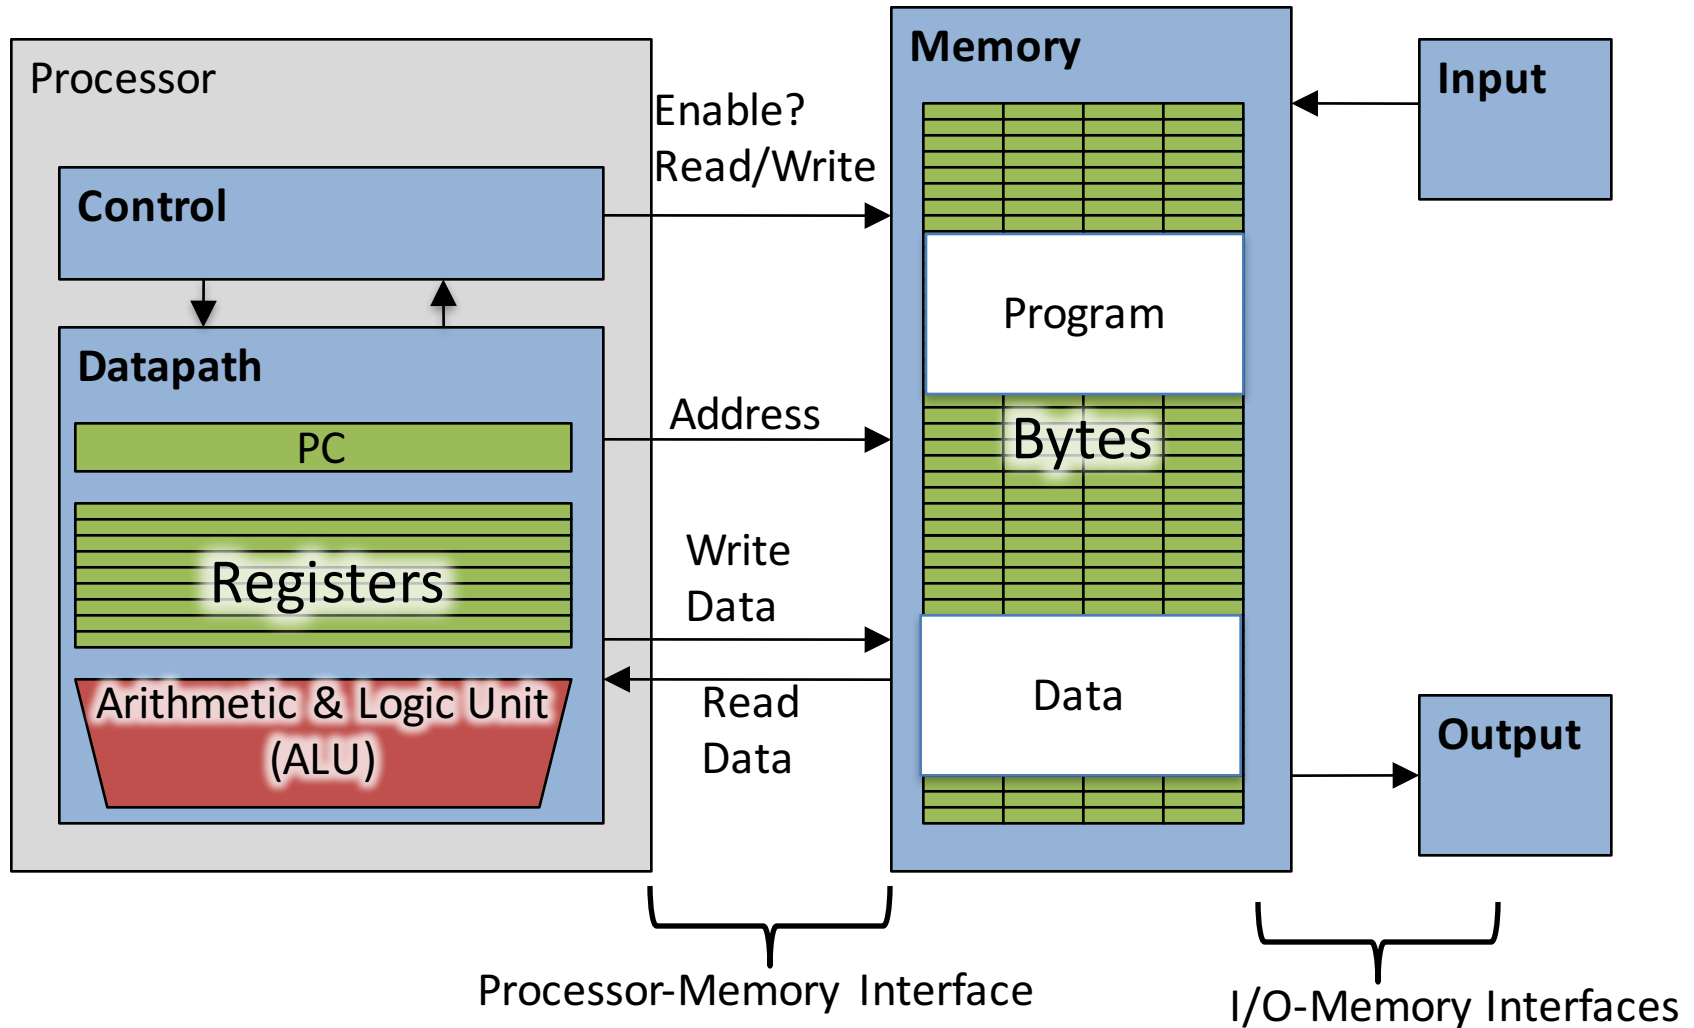 Processor
Control
Datapath
PC
Registers
Arithmetic & Logic Unit
(ALU)
Enable?
Read/Write
Address
Write
Data
Read
Data
Memory
Program
Bytes
Data
Input
Output
Processor-Memory Interface
I/O-Memory Interfaces